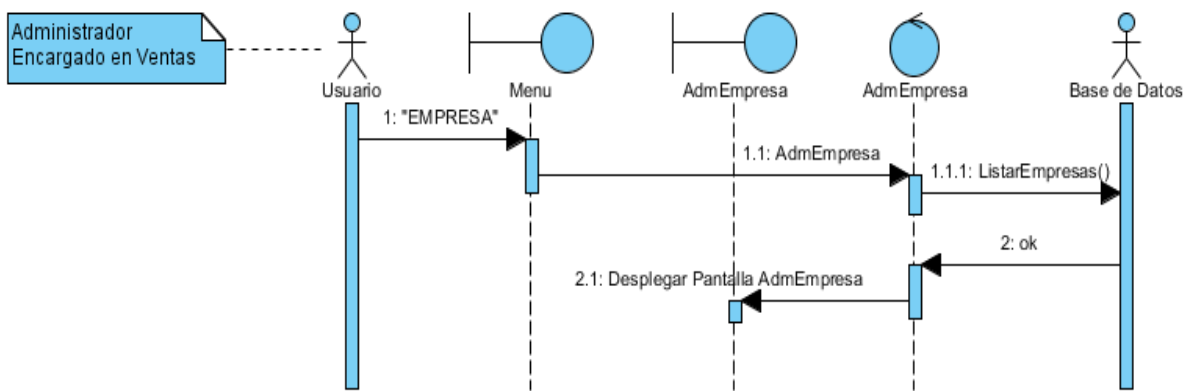 Administrador
Encargado en Ventas
Usuario
Menu
AdmEmpresa
AdmEmpresa
Base de Datos
1: "EMPRESA"
1.1: AdmEmpresa
1.1.1: ListarEmpresas()
2: ok
2.1: Desplegar Pantalla AdmEmpresa